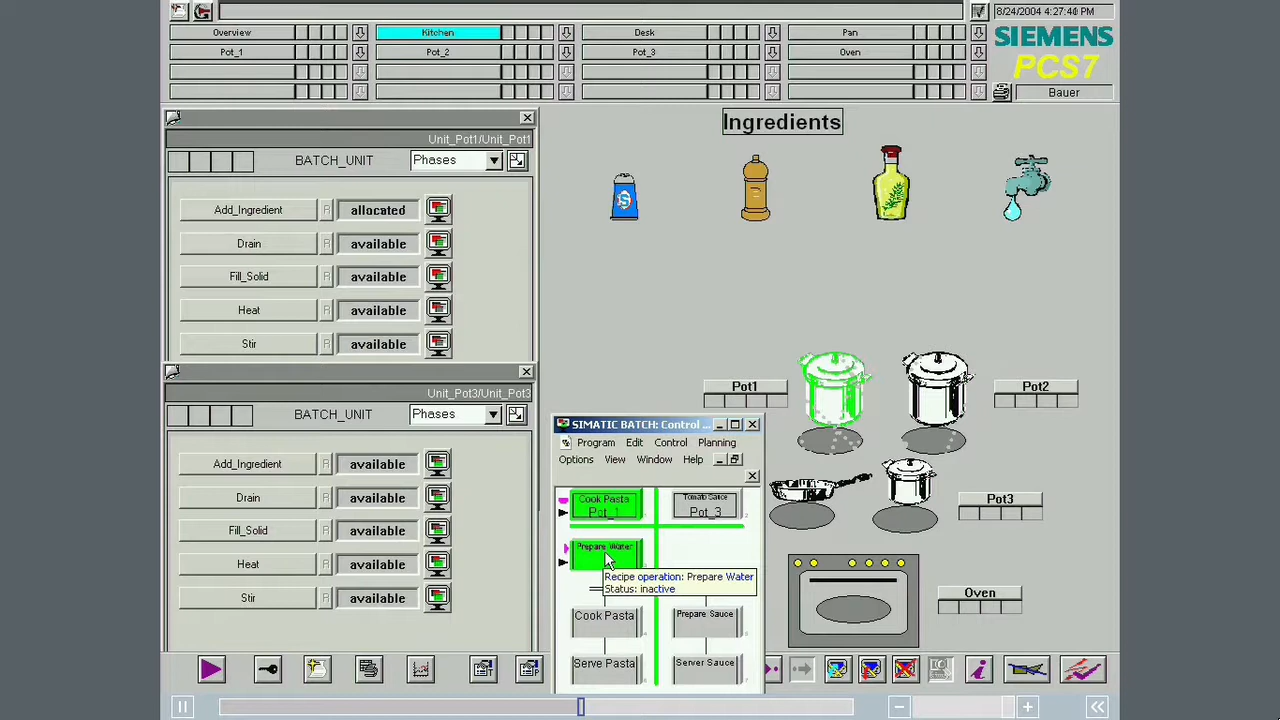 8/24/2004 4:27:40 PM
Overview
Kitchen
Desk
Pan
SIEMENS
Pot_1
Pot_2
Pot_3
Oven
PCS7
Bauer
Ingredients
Unit_Pot1/Unit_Pot1
BATCH_UNIT
Phases
Add_Ingredient R allocated
Drain R available
Fill_Solid R available
Heat R available
Stir R available
Unit_Pot3/Unit_Pot3
BATCH_UNIT
Phases
Add_Ingredient R available
Drain R available
Fill_Solid R available
Heat R available
Stir R available
S
P
Pot1
Pot2
Pot3
Oven
SIMATIC BATCH: Control ...
Program Edit Control Planning
Options View Window Help
Cook Pasta
Pot_1
Tomato Sauce
Pot_3
Prepare Water
Recipe operation: Prepare Water
Status: inactive
Cook Pasta
Prepare Sauce
Serve Pasta
Server Sauce